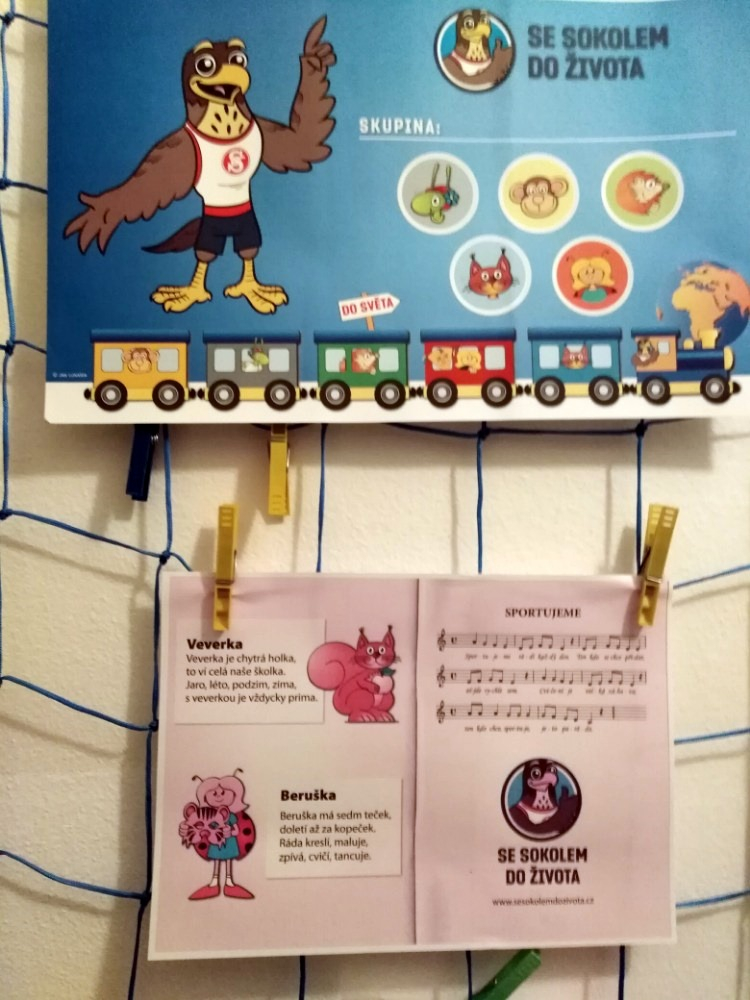 SE SOKOLEM
DO ŽIVOTA
SKUPINA:
S
DO SVĚTA
Veverka
Veverka je chytrá holka,
to ví celá naše školka.
Jaro, léto, podzim, zima,
s veverkou je vždycky prima.
Beruška
Beruška má sedm teček,
doletí až za kopeček.
Ráda kreslí, maluje,
zpívá, cvičí, tancuje.
SPORTUJEME
SE SOKOLEM
DO ŽIVOTA
www.sesokolemdozivota.cz